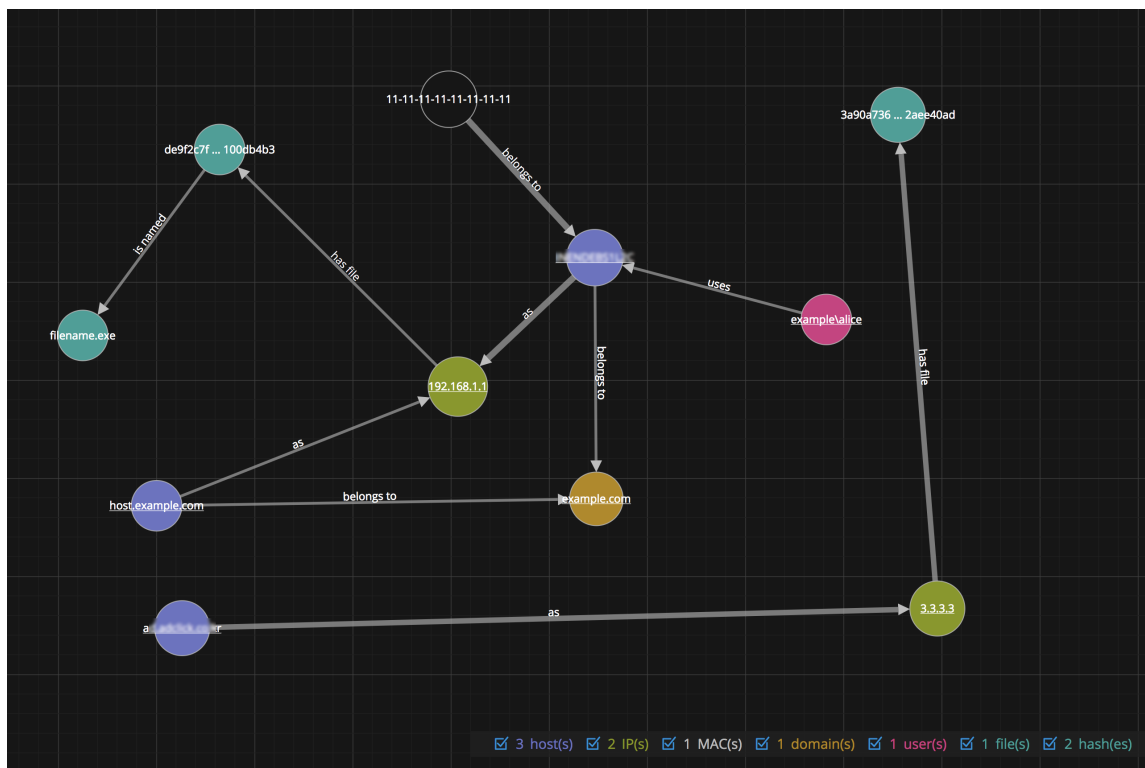 11-11-11-11-11-11-11-11
3a90a736 ... 2aee40ad
de9f2c7f ... 100db4b3
belongs to
is named
has file
uses
as
example\alice
filename.exe
belongs to
has file
192.168.1.1
as
belongs to
host.example.com
example.com
as
3.3.3.3
3 host(s) 2 IP(s) 1 MAC(s) 1 domain(s) 1 user(s) 1 file(s) 2 hash(es)